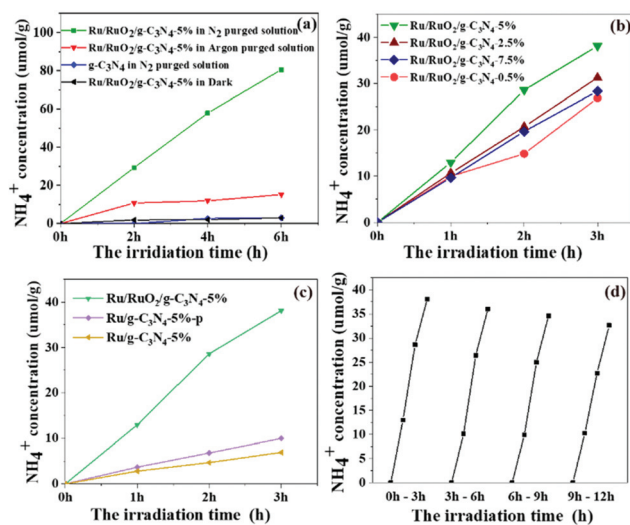 (a)
Ru/RuO₂/g-C₃N₄-5% in N₂ purged solution
Ru/RuO₂/g-C₃N₄-5% in Argon purged solution
g-C₃N₄ in N₂ purged solution
Ru/RuO₂/g-C₃N₄-5% in Dark
NH₄⁺ concentration (umol/g)
100
80
60
40
20
0
0h 2h 4h 6h
The irridiation time (h)
(b)
Ru/RuO₂/g-C₃N₄-5%
Ru/RuO₂/g-C₃N₄-2.5%
Ru/RuO₂/g-C₃N₄-7.5%
Ru/RuO₂/g-C₃N₄-0.5%
NH₄⁺ concentration (umol/g)
40
30
20
10
0
0h 1h 2h 3h
The irridiation time (h)
(c)
Ru/RuO₂/g-C₃N₄-5%
Ru/g-C₃N₄-5%-p
Ru/g-C₃N₄-5%
NH₄⁺ concentration (umol/g)
40
30
20
10
0
0h 1h 2h 3h
The irridiation time (h)
(d)
NH₄⁺ concentration (umol/g)
40
35
30
25
20
15
10
5
0
0h - 3h 3h - 6h 6h - 9h 9h - 12h
The irradiation time (h)